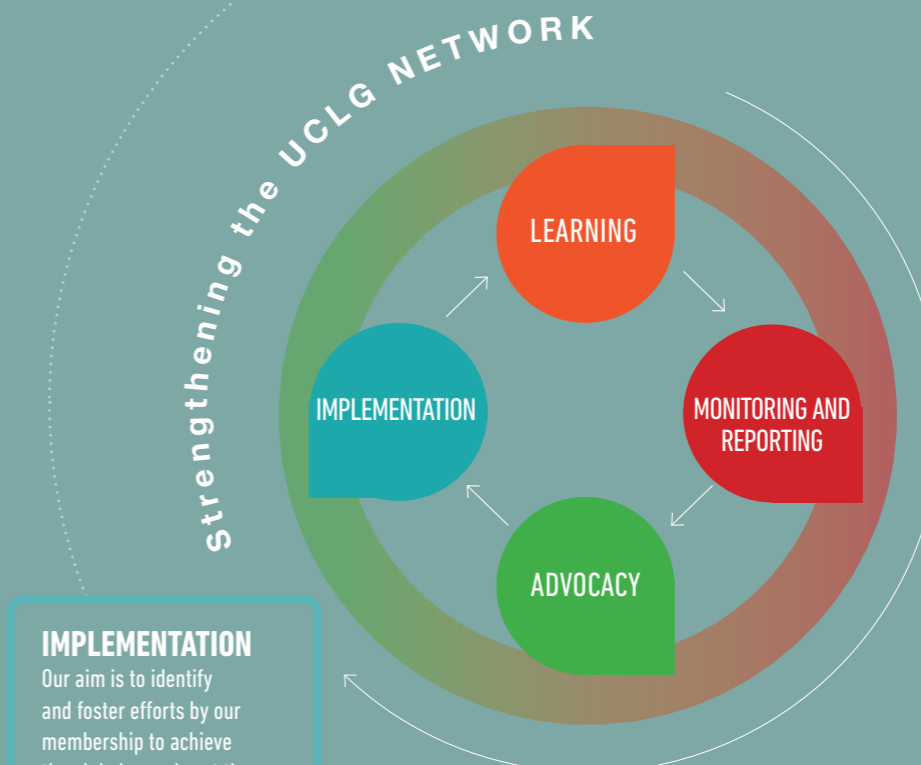 Strengthening the UCLG NETWORK
LEARNING
IMPLEMENTATION
MONITORING AND
REPORTING
ADVOCACY
IMPLEMENTATION
Our aim is to identify
and foster efforts by our
membership to achieve